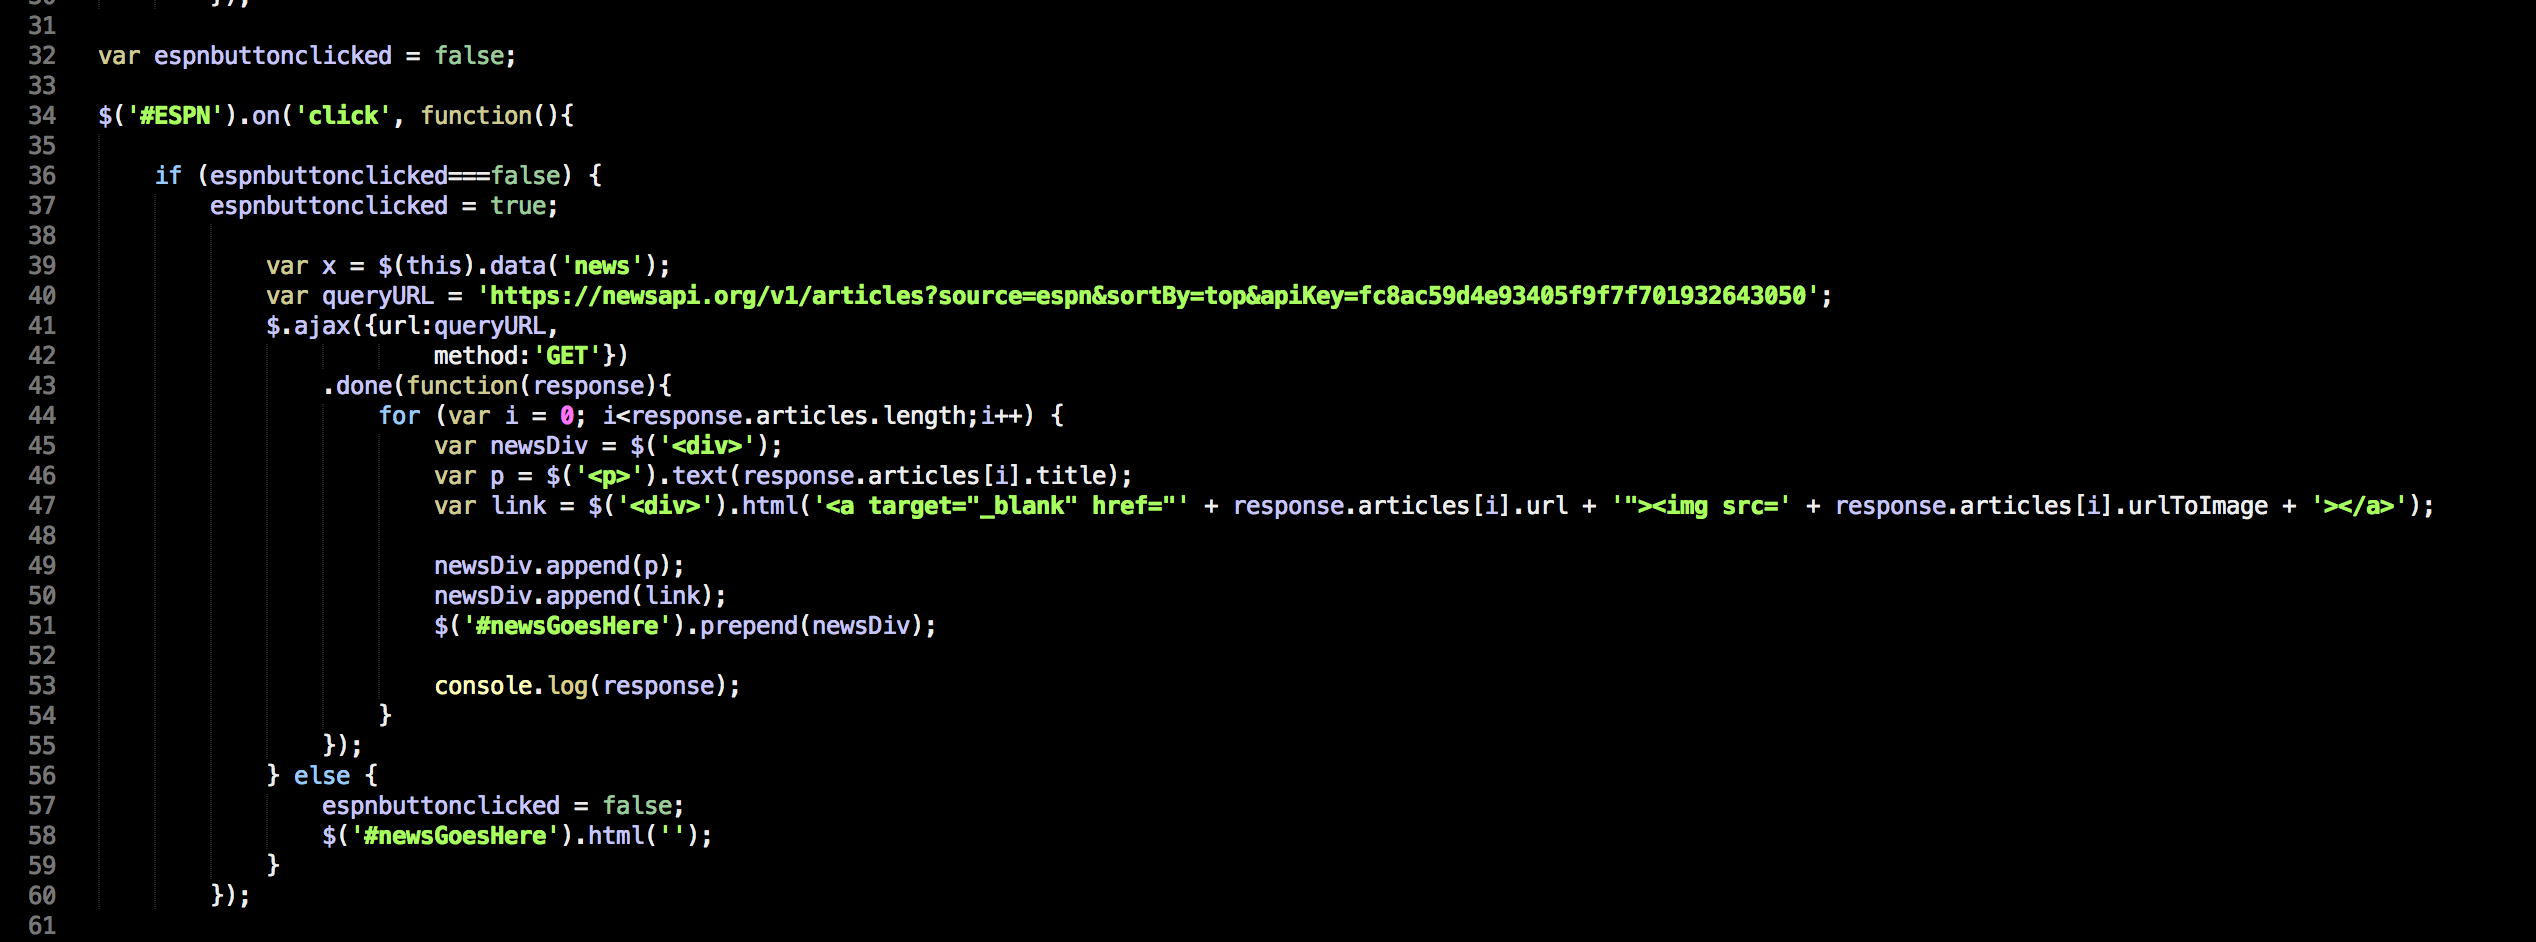 30        });
31
32   var espnbuttonclicked = false;
33
34   $('#ESPN').on('click', function(){
35
36       if (espnbuttonclicked===false) {
37           espnbuttonclicked = true;
38
39               var x = $(this).data('news');
40               var queryURL = 'https://newsapi.org/v1/articles?source=espn&sortBy=top&apiKey=fc8ac59d4e93405f9f7f701932643050';
41               $.ajax({url:queryURL,
42                           method:'GET'})
43                   .done(function(response){
44                       for (var i = 0; i<response.articles.length;i++) {
45                           var newsDiv = $('<div>');
46                           var p = $('<p>').text(response.articles[i].title);
47                           var link = $('<div>').html('<a target="_blank" href="' + response.articles[i].url + '"><img src=' + response.articles[i].urlToImage + '></a>');
48
49                           newsDiv.append(p);
50                           newsDiv.append(link);
51                           $('#newsGoesHere').prepend(newsDiv);
52
53                           console.log(response);
54                       }
55                   });
56               } else {
57                   espnbuttonclicked = false;
58                   $('#newsGoesHere').html('');
59               }
60           });
61